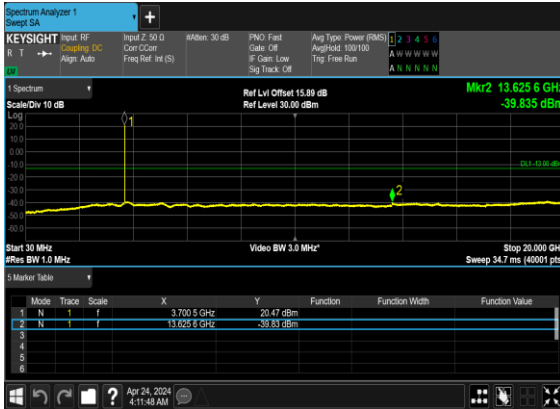 Spectrum Analyzer 1
Swept SA
+
KEYSIGHT Input: RF Input Z: 50 Ω #Atten: 30 dB PNO: Fast Avg Type: Power (RMS) 1 2 3 4 5 6
R T Coupling: DC Corr CCorr Gate: Off Avg|Hold: 100/100 A W W W W W
Align: Auto Freq Ref: Int (S) IF Gain: Low Trig: Free Run
Sig Track: Off A N N N N N
1 Spectrum
Ref Lvl Offset 15.89 dB Mkr2 13.625 6 GHz
Scale/Div 10 dB Ref Level 30.00 dBm -39.835 dBm
Log
20.0
10.0
0.00
-10.0
-20.0
-30.0
-40.0
-50.0
-60.0
1
DL1 -13.00 dBm
2
Start 30 MHz Video BW 3.0 MHz* Stop 20.000 GHz
#Res BW 1.0 MHz Sweep 34.7 ms (40001 pts)
5 Marker Table
Mode Trace Scale X Y Function Function Width Function Value
1 N 1 f 3.700 5 GHz 20.47 dBm
2 N 1 f 13.625 6 GHz -39.83 dBm
3
4
5
6
? Apr 24, 2024
4:11:48 AM